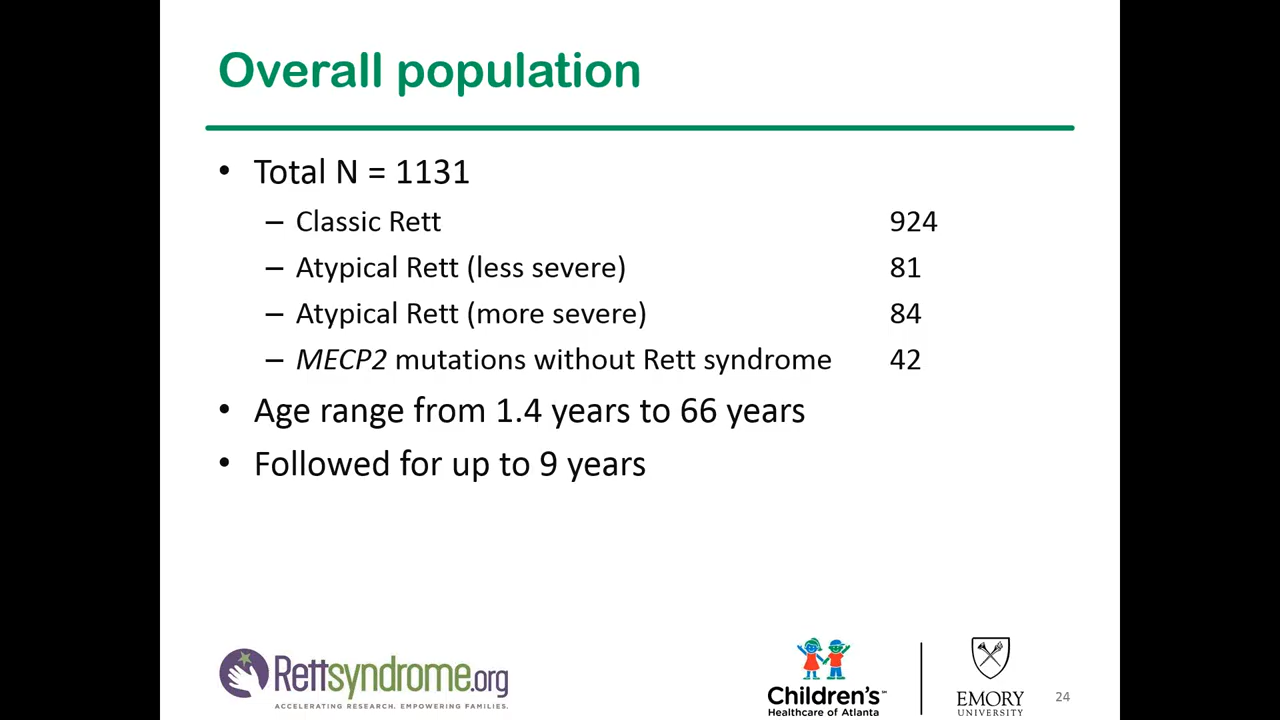 Overall population
• Total N = 1131
– Classic Rett 924
– Atypical Rett (less severe) 81
– Atypical Rett (more severe) 84
– MECP2 mutations without Rett syndrome 42
• Age range from 1.4 years to 66 years
• Followed for up to 9 years
Rettsyndrome.org
ACCELERATING RESEARCH. EMPOWERING FAMILIES.
Children's™
Healthcare of Atlanta
EMORY
UNIVERSITY
24